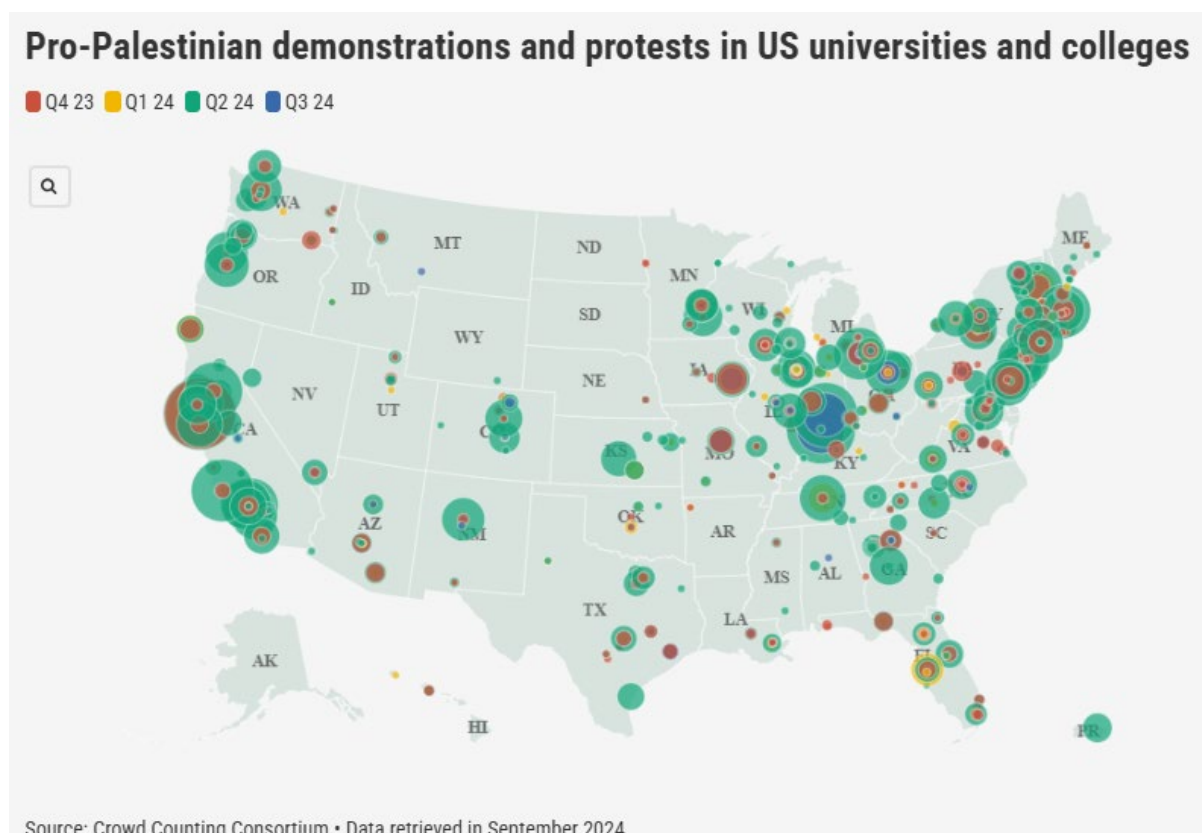 Pro-Palestinian demonstrations and protests in US universities and colleges
Q4 23 Q1 24 Q2 24 Q3 24
WA
MT
ND
MN
ME
OR
ID
SD
WI
MI
WY
IA
NV
NE
UT
IL
CA
KS
MO
KY
VA
AZ
NM
OK
AR
SC
MS
AL
GA
TX
LA
FL
AK
HI
PR
Source: Crowd Counting Consortium • Data retrieved in September 2024